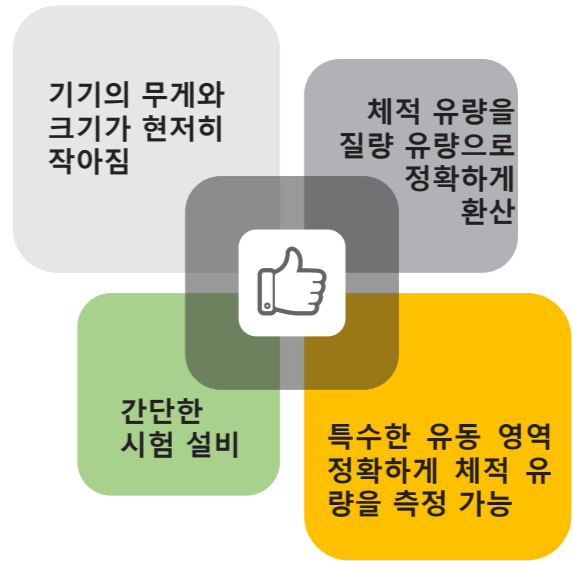 기기의 무게와
크기가 현저히
작아짐
체적 유량을
질량 유량으로
정확하게
환산
간단한
시험 설비
특수한 유동 영역
정확하게 체적 유
량을 측정 가능